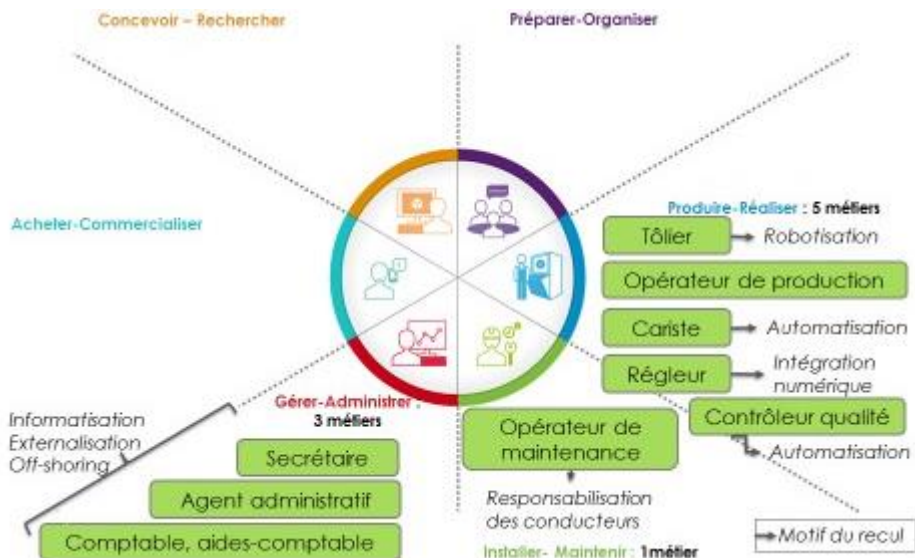 Concevoir – Rechercher
Préparer-Organiser
Acheter-Commercialiser
Produire-Réaliser : 5 métiers
Tôlier
Robotisation
Opérateur de production
Cariste
Automatisation
Régleur
Intégration
numérique
Contrôleur qualité
Automatisation
Gérer-Administrer :
3 métiers
Informatisation
Externalisation
Off-shoring
Secrétaire
Agent administratif
Comptable, aides-comptable
Opérateur de
maintenance
Responsabilisation
des conducteurs
Installer- Maintenir : 1métier
Motif du recul